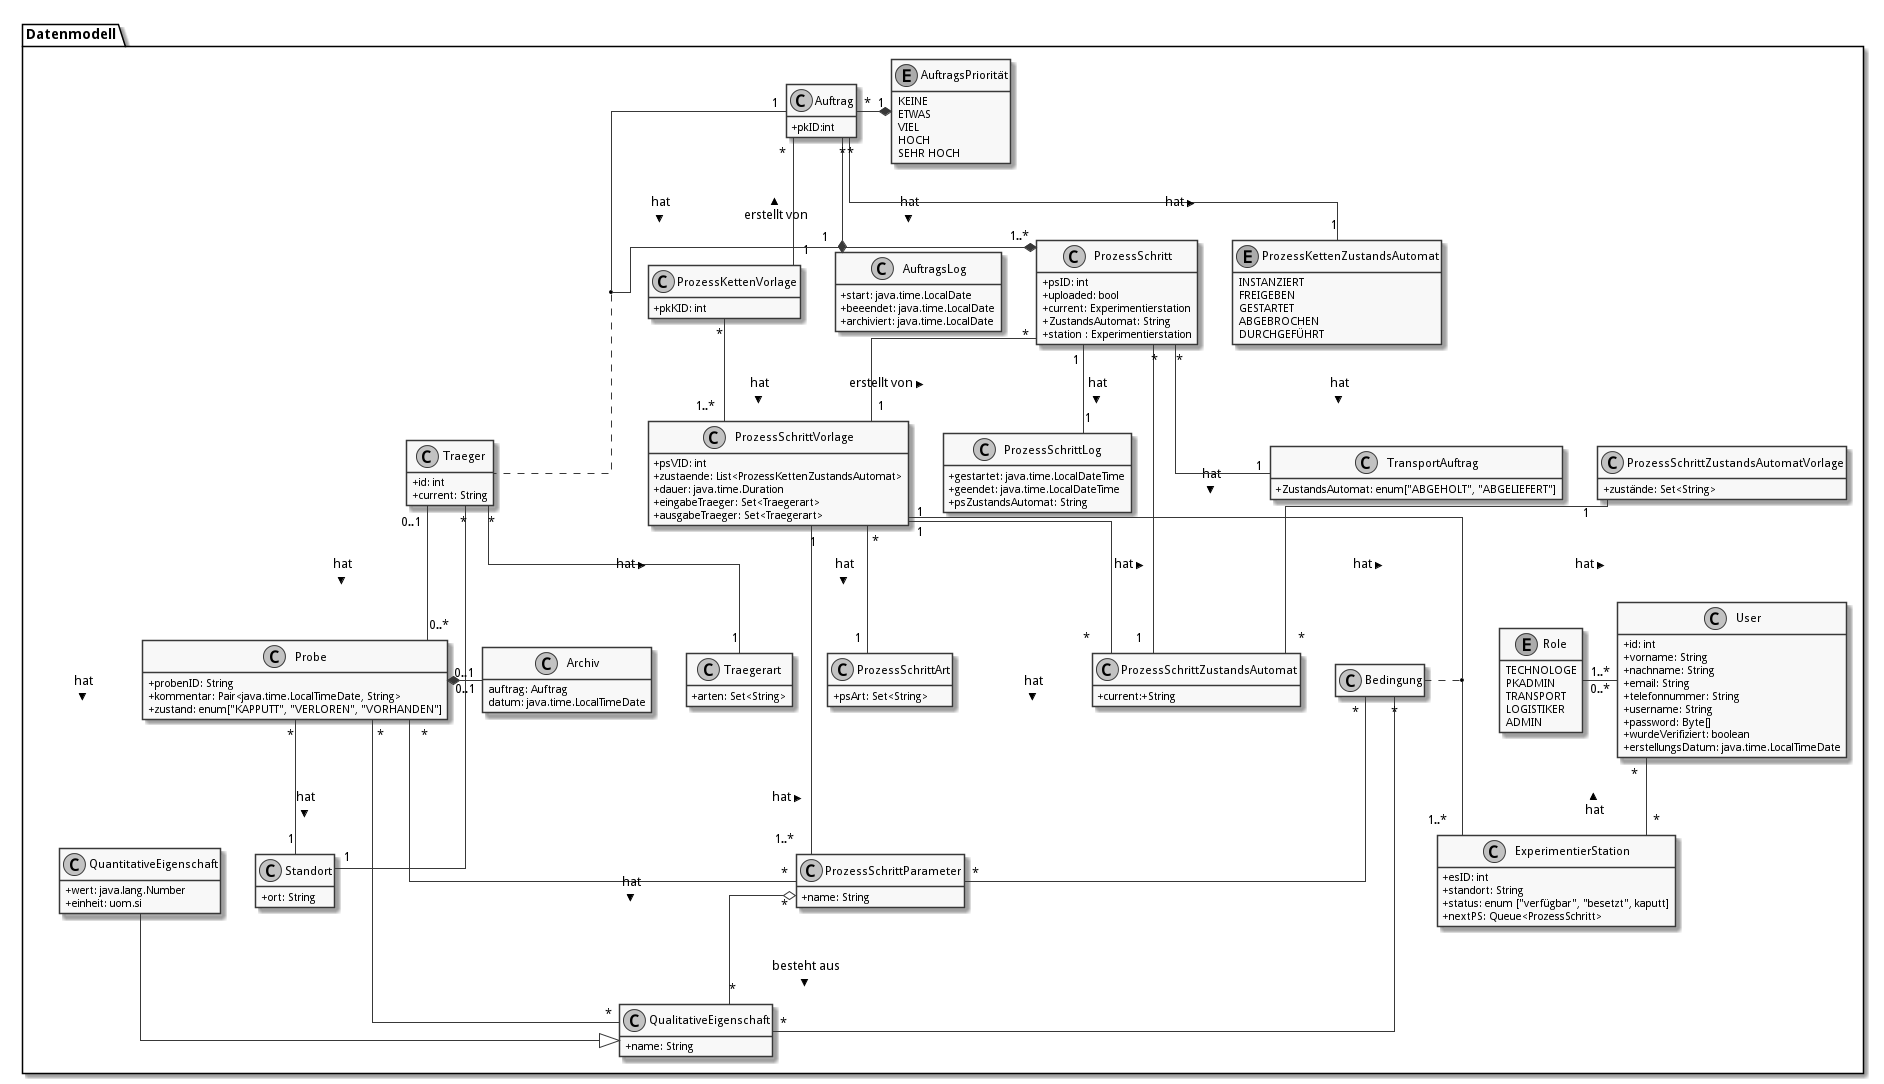 Datenmodell
E AuftragsPriorität
KEINE
ETWAS
VIEL
HOCH
SEHR HOCH
C Auftrag
+pkID:int
1
*
1
*
*
*
hat
erstellt von
hat
hat
1
1
1..*
1
C ProzessKettenVorlage
+pkKID: int
C AuftragsLog
+start: java.time.LocalDate
+beeendet: java.time.LocalDate
+archiviert: java.time.LocalDate
C ProzessSchritt
+psID: int
+uploaded: bool
+current: Experimentierstation
+ZustandsAutomat: String
+station : Experimentierstation
E ProzessKettenZustandsAutomat
INSTANZIERT
FREIGEBEN
GESTARTET
ABGEBROCHEN
DURCHGEFÜHRT
*
*
1
*
*
hat
erstellt von
hat
hat
1..*
1
1
C Traeger
+id: int
+current: String
C ProzessSchrittVorlage
+psVID: int
+zustaende: List<ProzessKettenZustandsAutomat>
+dauer: java.time.Duration
+eingabeTraeger: Set<Traegerart>
+ausgabeTraeger: Set<Traegerart>
C ProzessSchrittLog
+gestartet: java.time.LocalDateTime
+geendet: java.time.LocalDateTime
+psZustandsAutomat: String
hat
1
C TransportAuftrag
+ZustandsAutomat: enum["ABGEHOLT", "ABGELIEFERT"]
C ProzessSchrittZustandsAutomatVorlage
+zustände: Set<String>
0..1
*
*
1
*
1
1
1
hat
hat
hat
hat
hat
hat
0..*
1
1
*
1
*
C Probe
+probenID: String
+kommentar: Pair<java.time.LocalTimeDate, String>
+zustand: enum["KAPPUTT", "VERLOREN", "VORHANDEN"]
0..1
0..1
C Archiv
auftrag: Auftrag
datum: java.time.LocalTimeDate
C Traegerart
+arten: Set<String>
C ProzessSchrittArt
+psArt: Set<String>
C ProzessSchrittZustandsAutomat
+current:+String
C Bedingung
E Role
TECHNOLOGE
PKADMIN
TRANSPORT
LOGISTIKER
ADMIN
1..*
0..*
C User
+id: int
+vorname: String
+nachname: String
+email: String
+telefonnummer: String
+username: String
+password: Byte[]
+wurdeVerifiziert: boolean
+erstellungsDatum: java.time.LocalTimeDate
hat
hat
*
*
*
*
*
*
hat
hat
hat
1
1
1..*
1..*
*
C QuantitativeEigenschaft
+wert: java.lang.Number
+einheit: uom.si
C Standort
+ort: String
C ProzessSchrittParameter
+name: String
*
*
*
C ExperimentierStation
+esID: int
+standort: String
+status: enum ["verfügbar", "besetzt", kaputt]
+nextPS: Queue<ProzessSchritt>
hat
besteht aus
*
*
*
C QualitativeEigenschaft
+name: String